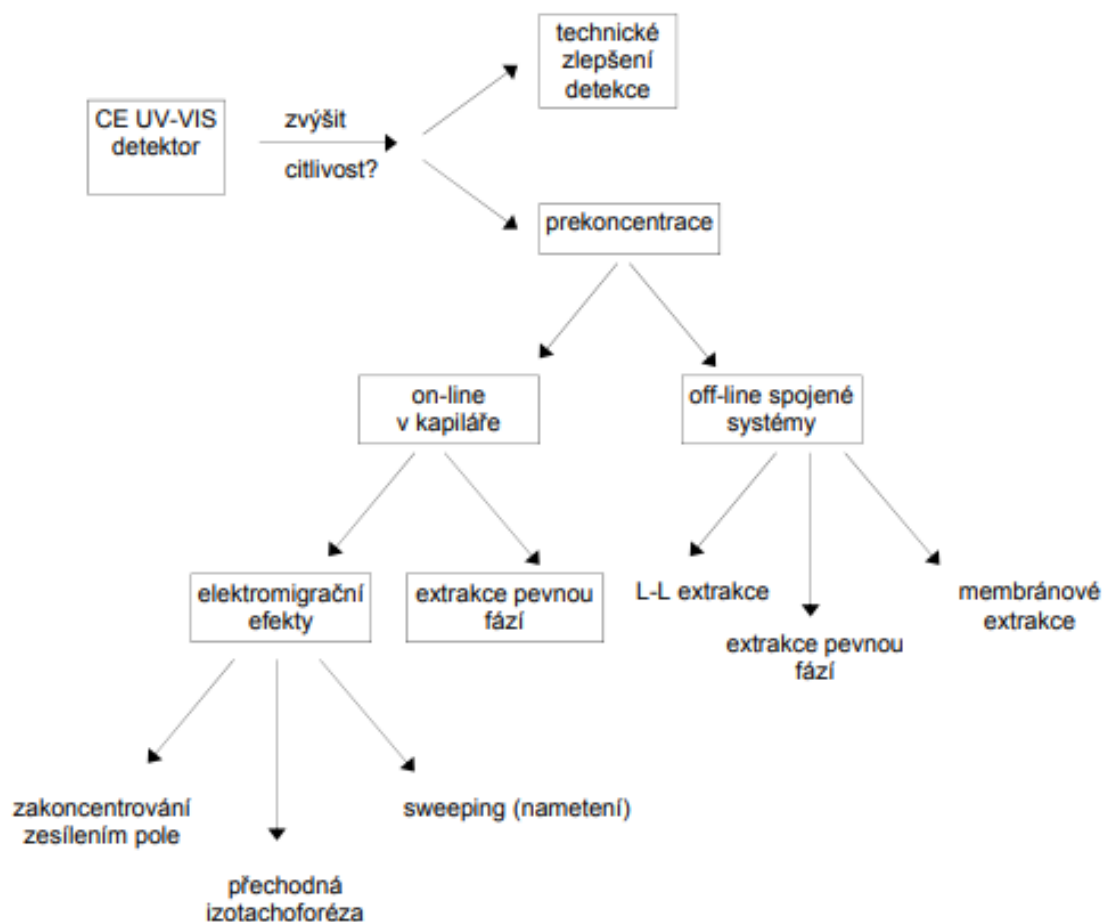 technické
zlepšení
detekce
CE UV-VIS
detektor
zvýšit
citlivost?
prekoncentrace
on-line
v kapiláře
off-line spojené
systémy
elektromigrační
efekty
extrakce pevnou
fází
L-L extrakce
extrakce pevnou
fází
membránové
extrakce
zakoncentrování
zesílením pole
přechodná
izotachoforéza
sweeping (nametení)